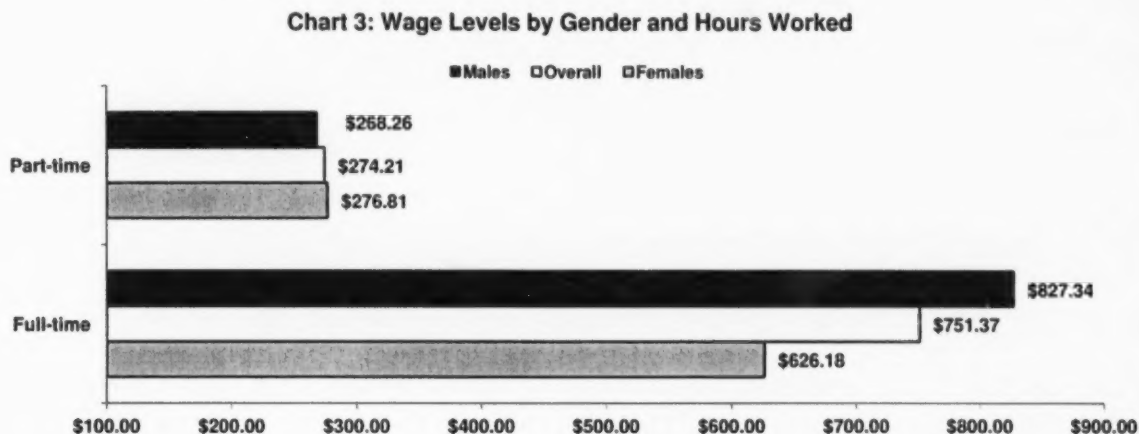 Chart 3: Wage Levels by Gender and Hours Worked
Males Overall Females
Part-time
$268.26
$274.21
$276.81
Full-time
$827.34
$751.37
$626.18
$100.00 $200.00 $300.00 $400.00 $500.00 $600.00 $700.00 $800.00 $900.00